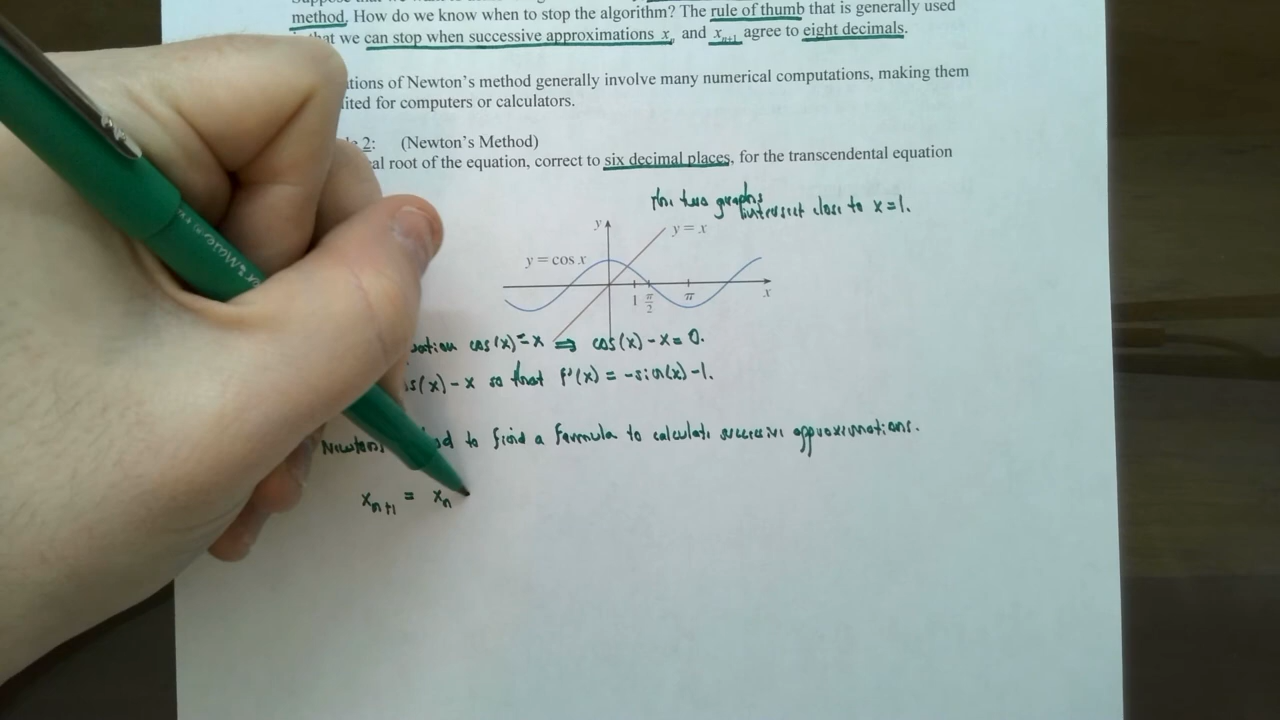 method. How do we know when to stop the algorithm? The rule of thumb that is generally used
that we can stop when successive approximations xₙ and xₙ₊₁ agree to eight decimals.
of Newton's method generally involve many numerical computations, making them
for computers or calculators.
2: (Newton's Method)
root of the equation, correct to six decimal places, for the transcendental equation
The two graphs
intersect close to x=1.
y
y = x
y = cos x
1
π/2
π
x
cos(x)=x ⇒ cos(x)-x=0.
(x)-x so that f'(x) = -sin(x)-1.
to find a formula to calculate successive approximations.
xₙ₊₁ = xₙ